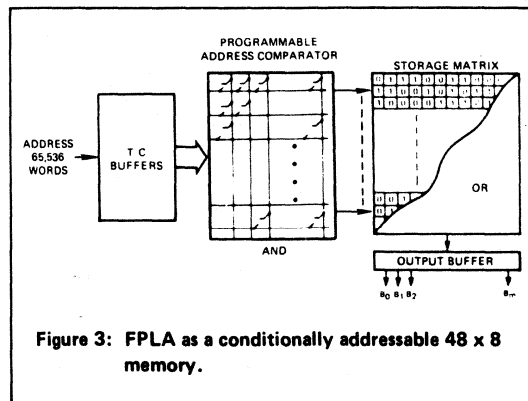 PROGRAMMABLE
ADDRESS COMPARATOR
STORAGE MATRIX
ADDRESS
65,536
WORDS
T C
BUFFERS
AND
OR
OUTPUT BUFFER
B0 B1 B2 Bm
Figure 3: FPLA as a conditionally addressable 48 x 8
memory.